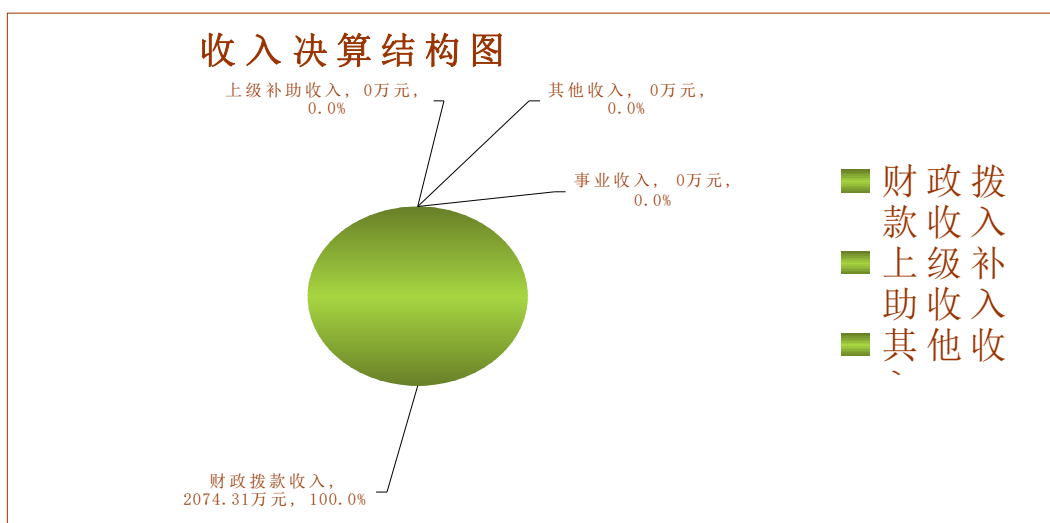 收入决算结构图
上级补助收入, 0万元,
0.0%
其他收入, 0万元,
0.0%
事业收入, 0万元,
0.0%
财政拨款收入,
2074.31万元, 100.0%
财政拨
款收入
上级补
助收入
其他收